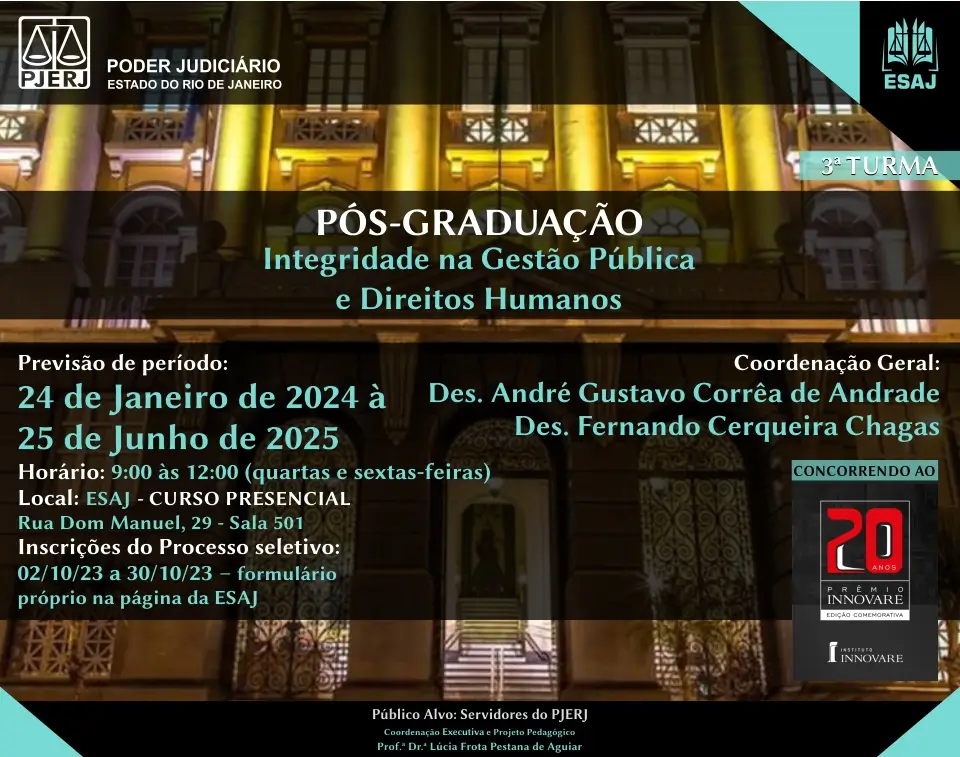 PJERJ
PODER JUDICIÁRIO
ESTADO DO RIO DE JANEIRO
ESAJ
3ª TURMA
PÓS-GRADUAÇÃO
Integridade na Gestão Pública
e Direitos Humanos
Previsão de período:
24 de Janeiro de 2024 à
25 de Junho de 2025
Horário: 9:00 às 12:00 (quartas e sextas-feiras)
Local: ESAJ - CURSO PRESENCIAL
Rua Dom Manuel, 29 - Sala 501
Inscrições do Processo seletivo:
02/10/23 a 30/10/23 – formulário
próprio na página da ESAJ
Coordenação Geral:
Des. André Gustavo Corrêa de Andrade
Des. Fernando Cerqueira Chagas
CONCORRENDO AO
20
ANOS
PRÊMIO
INNOVARE
EDIÇÃO COMEMORATIVA
INSTITUTO
INNOVARE
Público Alvo: Servidores do PJERJ
Coordenação Executiva e Projeto Pedagógico
Prof.ª Dr.ª Lúcia Frota Pestana de Aguiar